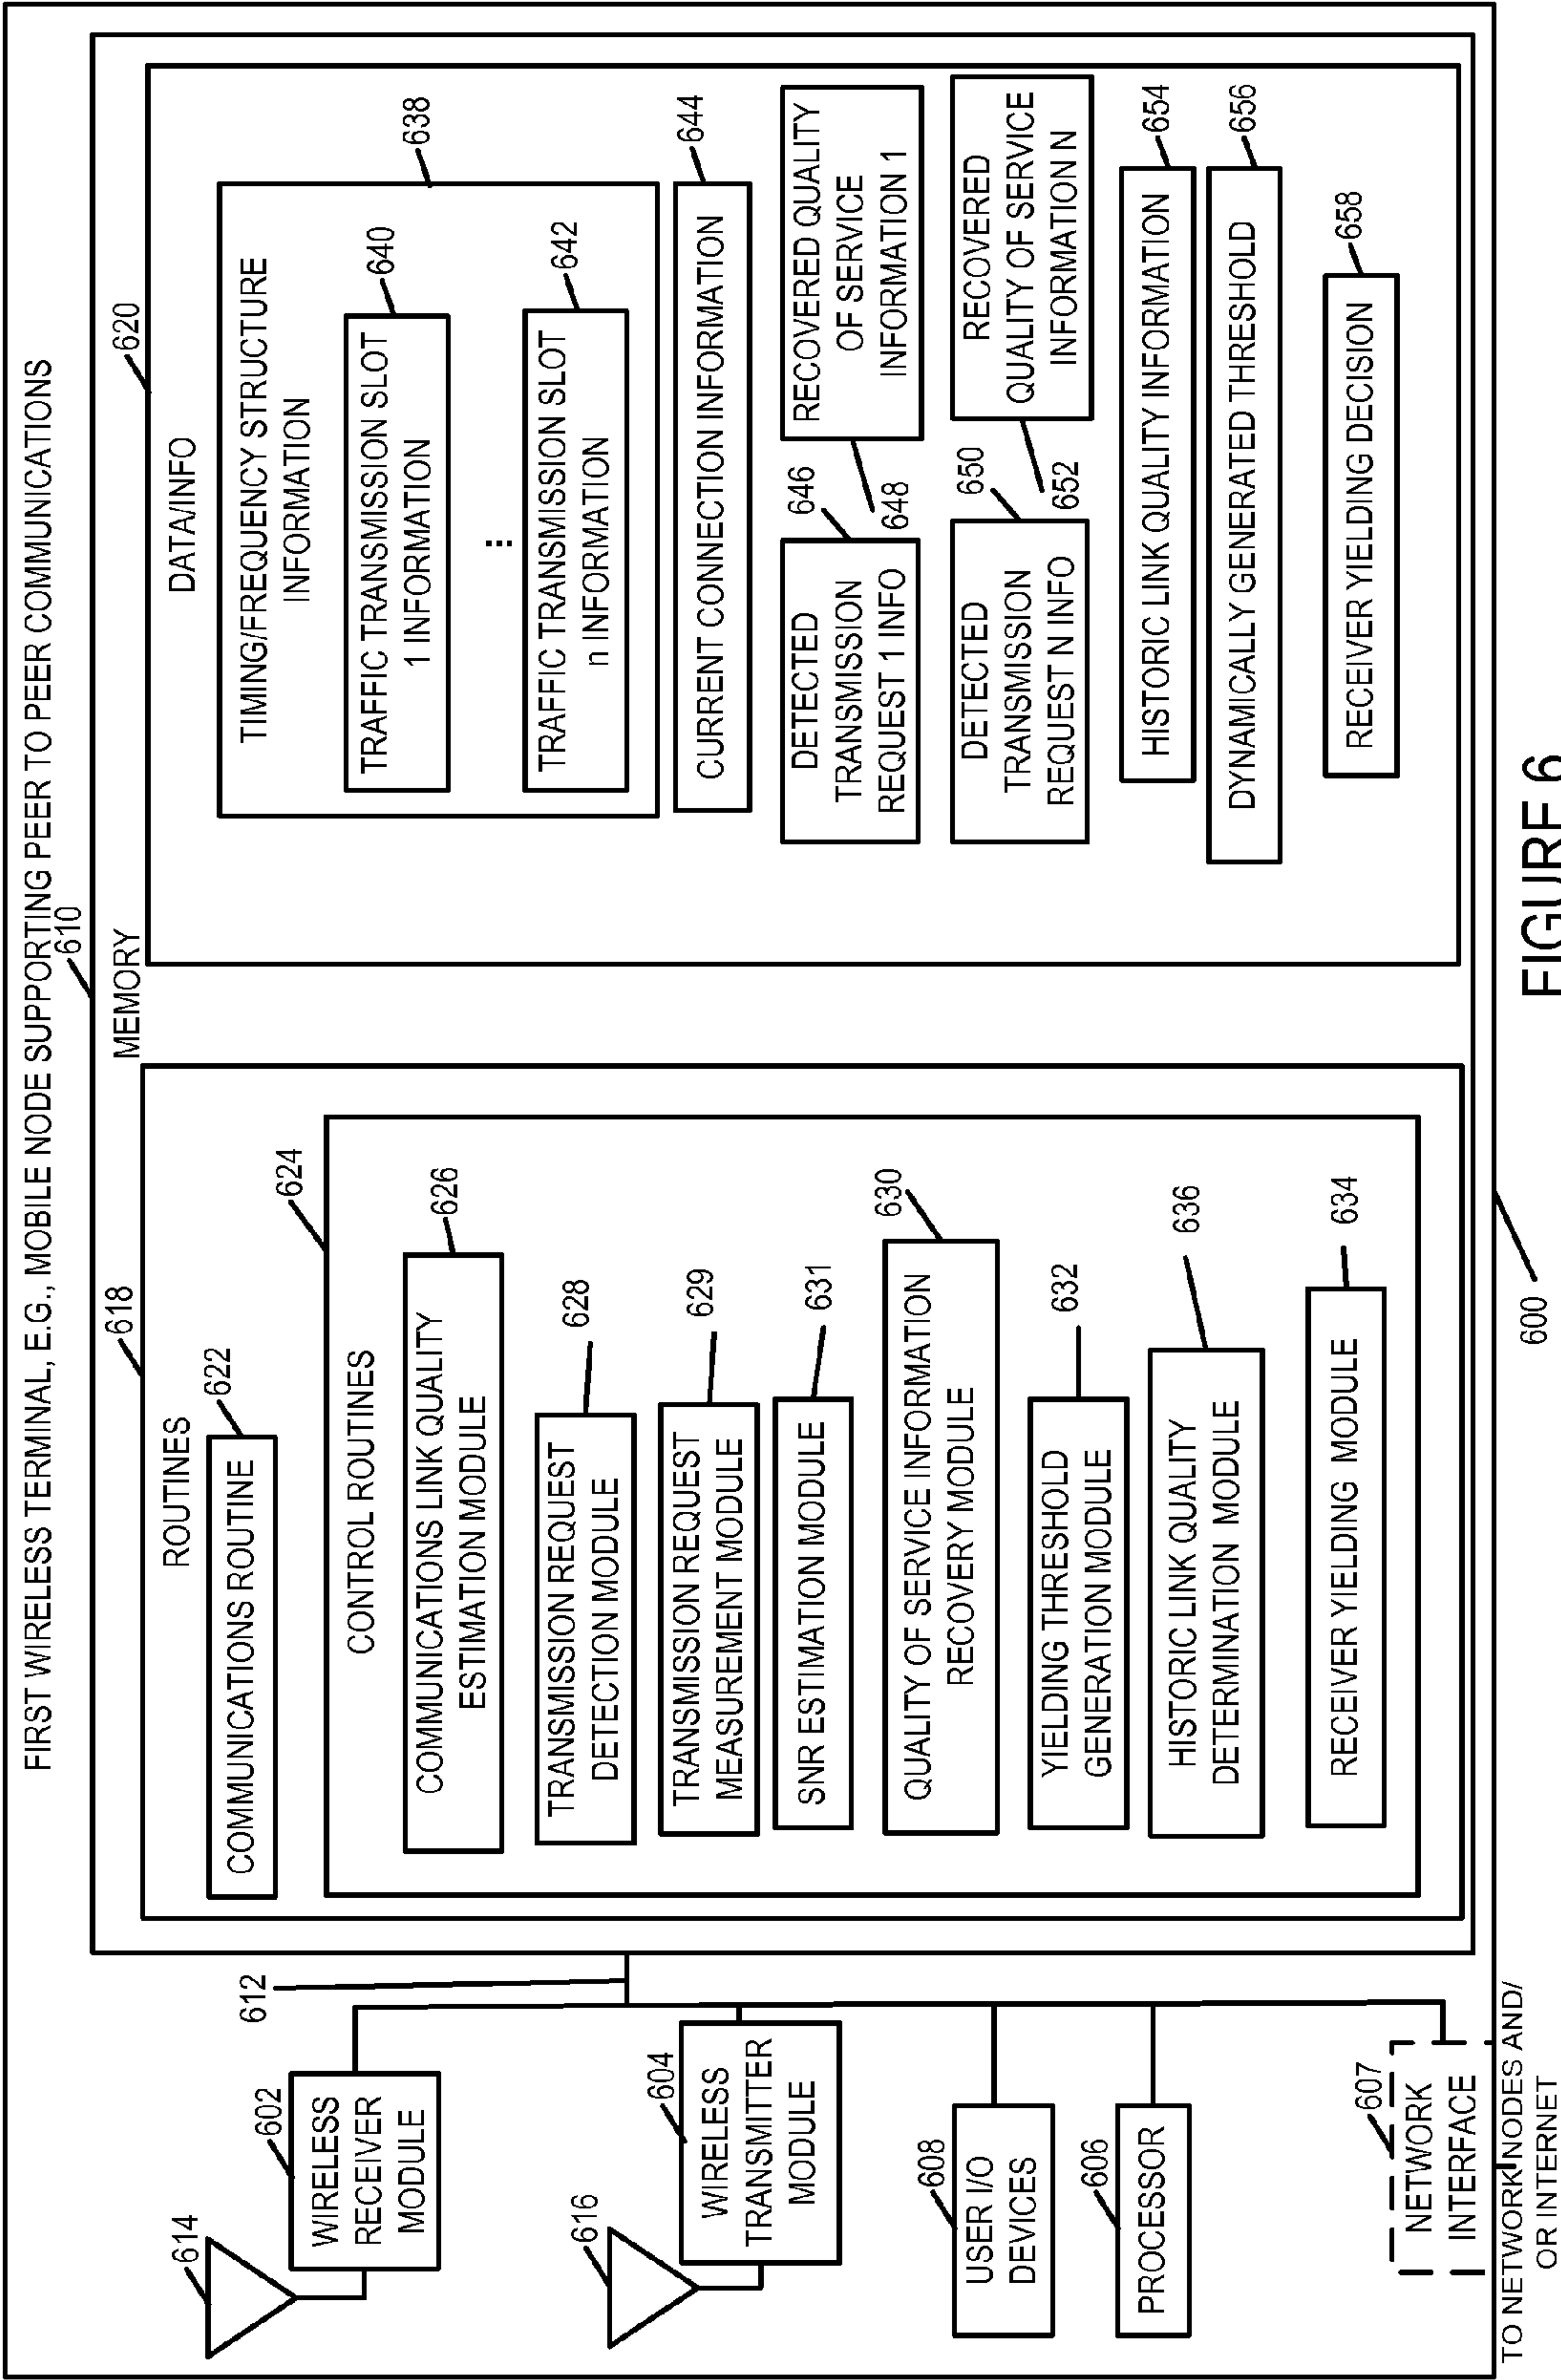 FIRST WIRELESS TERMINAL, E.G., MOBILE NODE SUPPORTING PEER TO PEER COMMUNICATIONS
610
614
602
WIRELESS
RECEIVER
MODULE
616
604
WIRELESS
TRANSMITTER
MODULE
608
USER I/O
DEVICES
606
PROCESSOR
607
NETWORK
INTERFACE
TO NETWORK NODES AND/
OR INTERNET
612
MEMORY
618
ROUTINES
622
COMMUNICATIONS ROUTINE
624
CONTROL ROUTINES
626
COMMUNICATIONS LINK QUALITY
ESTIMATION MODULE
628
TRANSMISSION REQUEST
DETECTION MODULE
629
TRANSMISSION REQUEST
MEASUREMENT MODULE
631
SNR ESTIMATION MODULE
630
QUALITY OF SERVICE INFORMATION
RECOVERY MODULE
632
YIELDING THRESHOLD
GENERATION MODULE
636
HISTORIC LINK QUALITY
DETERMINATION MODULE
634
RECEIVER YIELDING MODULE
620
DATA/INFO
638
TIMING/FREQUENCY STRUCTURE
INFORMATION
640
TRAFFIC TRANSMISSION SLOT
1 INFORMATION
...
642
TRAFFIC TRANSMISSION SLOT
n INFORMATION
644
CURRENT CONNECTION INFORMATION
646
DETECTED
TRANSMISSION
REQUEST 1 INFO
648
RECOVERED QUALITY
OF SERVICE
INFORMATION 1
650
DETECTED
TRANSMISSION
REQUEST N INFO
652
RECOVERED
QUALITY OF SERVICE
INFORMATION N
654
HISTORIC LINK QUALITY INFORMATION
656
DYNAMICALLY GENERATED THRESHOLD
658
RECEIVER YIELDING DECISION
600
FIGURE 6